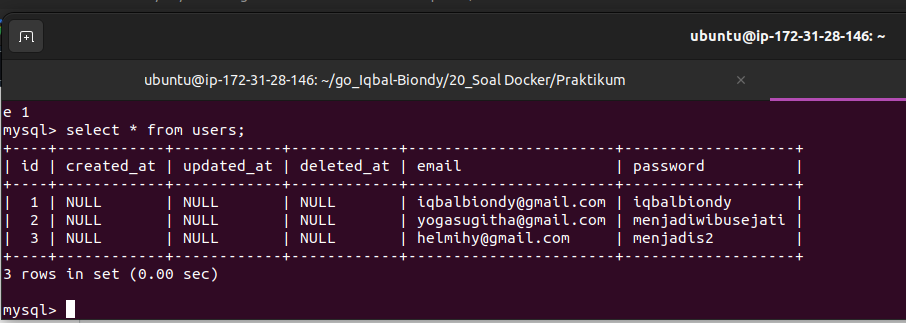 ubuntu@ip-172-31-28-146: ~
ubuntu@ip-172-31-28-146: ~/go_Iqbal-Biondy/20_Soal Docker/Praktikum ×
e 1
mysql> select * from users;
+----+------------+------------+------------+-----------------------+-------------------+
| id | created_at | updated_at | deleted_at | email                 | password          |
+----+------------+------------+------------+-----------------------+-------------------+
|  1 | NULL       | NULL       | NULL       | iqbalbiondy@gmail.com | iqbalbiondy       |
|  2 | NULL       | NULL       | NULL       | yogasugitha@gmail.com | menjadiwibusejati |
|  3 | NULL       | NULL       | NULL       | helmihy@gmail.com     | menjadis2         |
+----+------------+------------+------------+-----------------------+-------------------+
3 rows in set (0.00 sec)
mysql>